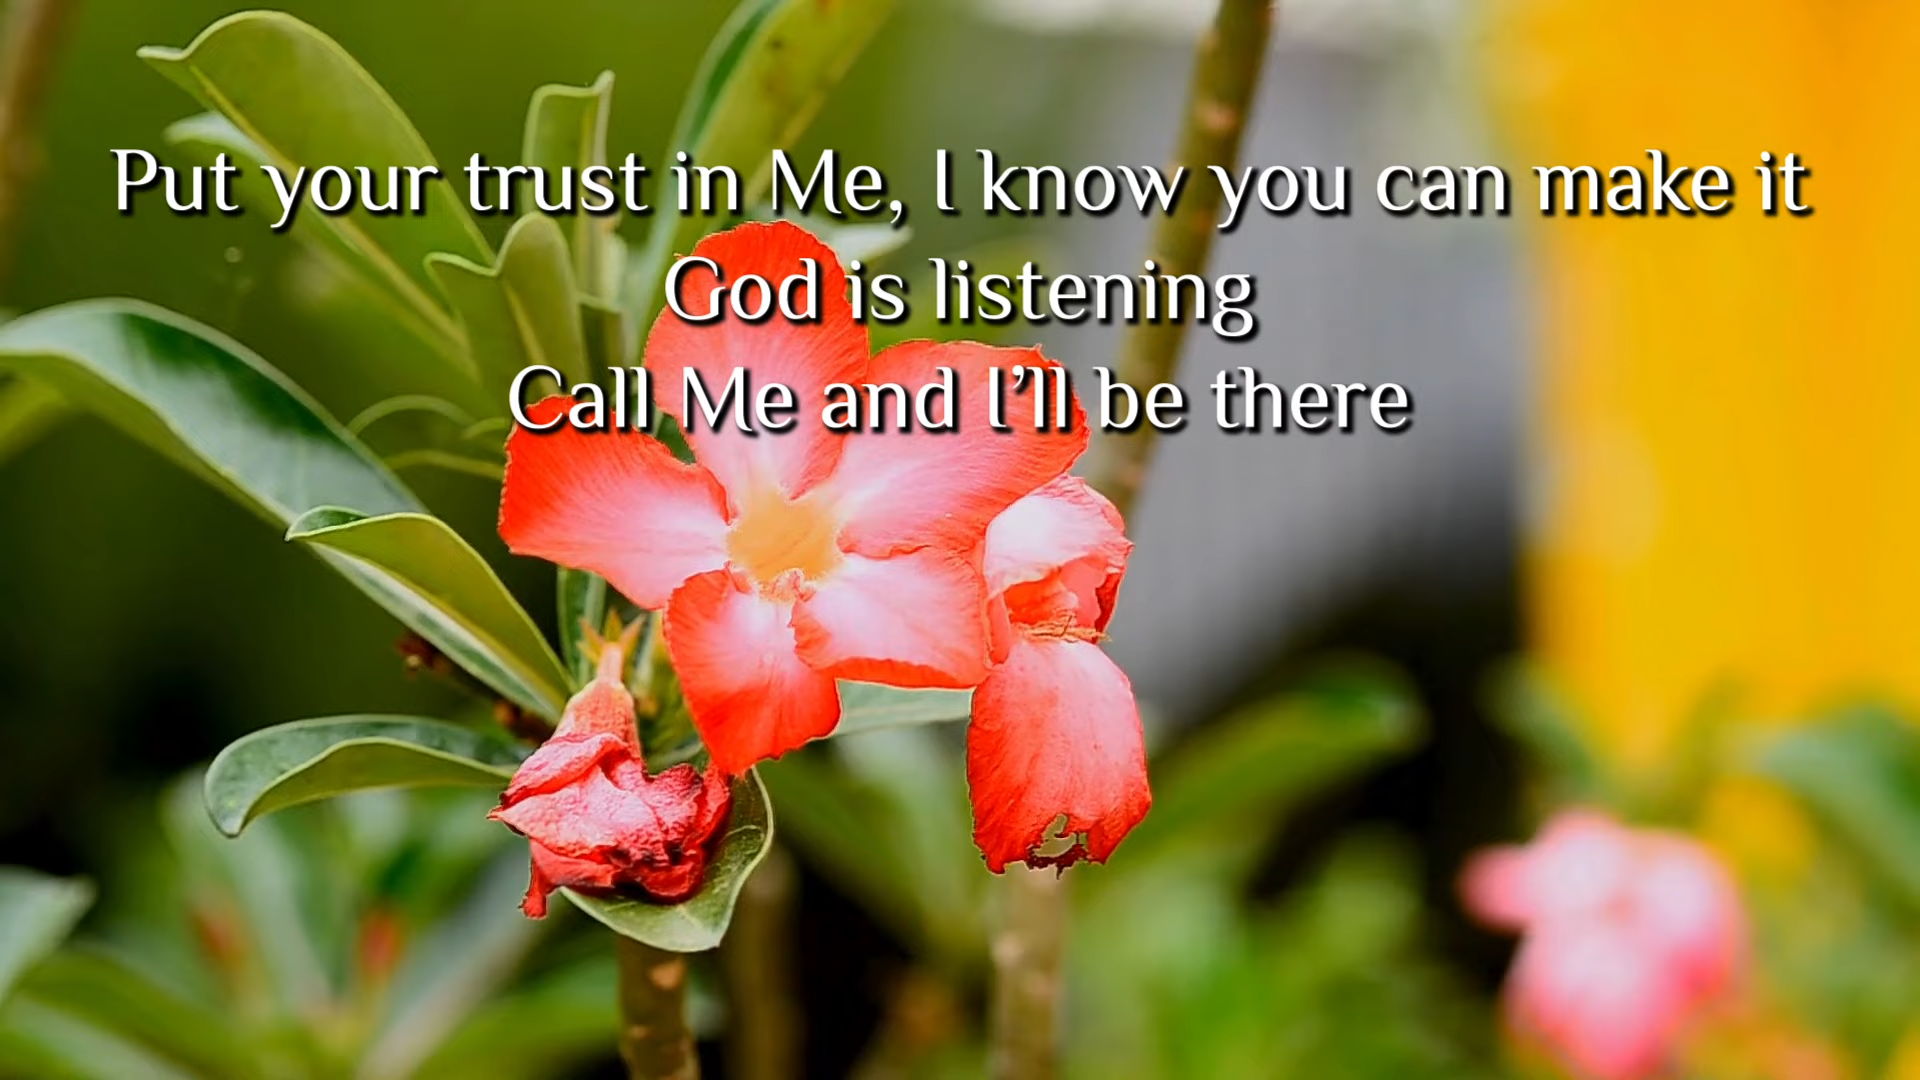 Put your trust in Me, I know you can make it
God is listening
Call Me and I’ll be there